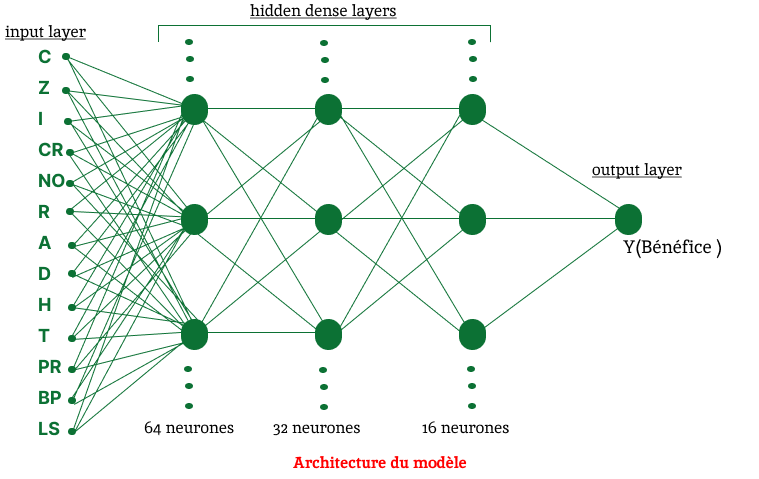 hidden dense layers
input layer
C
Z
I
CR
NO
R
A
D
H
T
PR
BP
LS
output layer
Y(Bénéfice )
64 neurones
32 neurones
16 neurones
Architecture du modèle